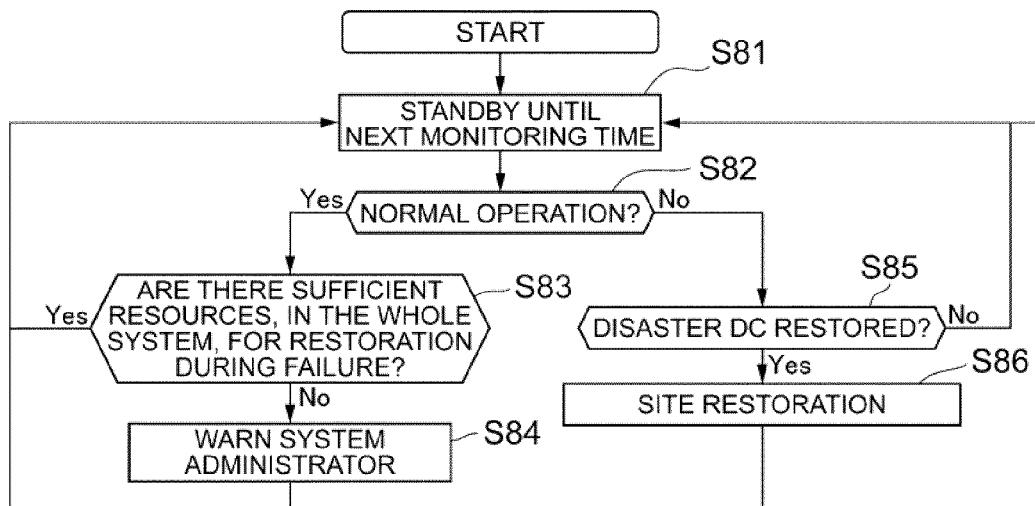 START
S81
STANDBY UNTIL
NEXT MONITORING TIME
S82
Yes
NORMAL OPERATION?
No
S83
ARE THERE SUFFICIENT
RESOURCES, IN THE WHOLE
SYSTEM, FOR RESTORATION
DURING FAILURE?
Yes
No
S84
WARN SYSTEM
ADMINISTRATOR
S85
DISASTER DC RESTORED?
No
Yes
S86
SITE RESTORATION